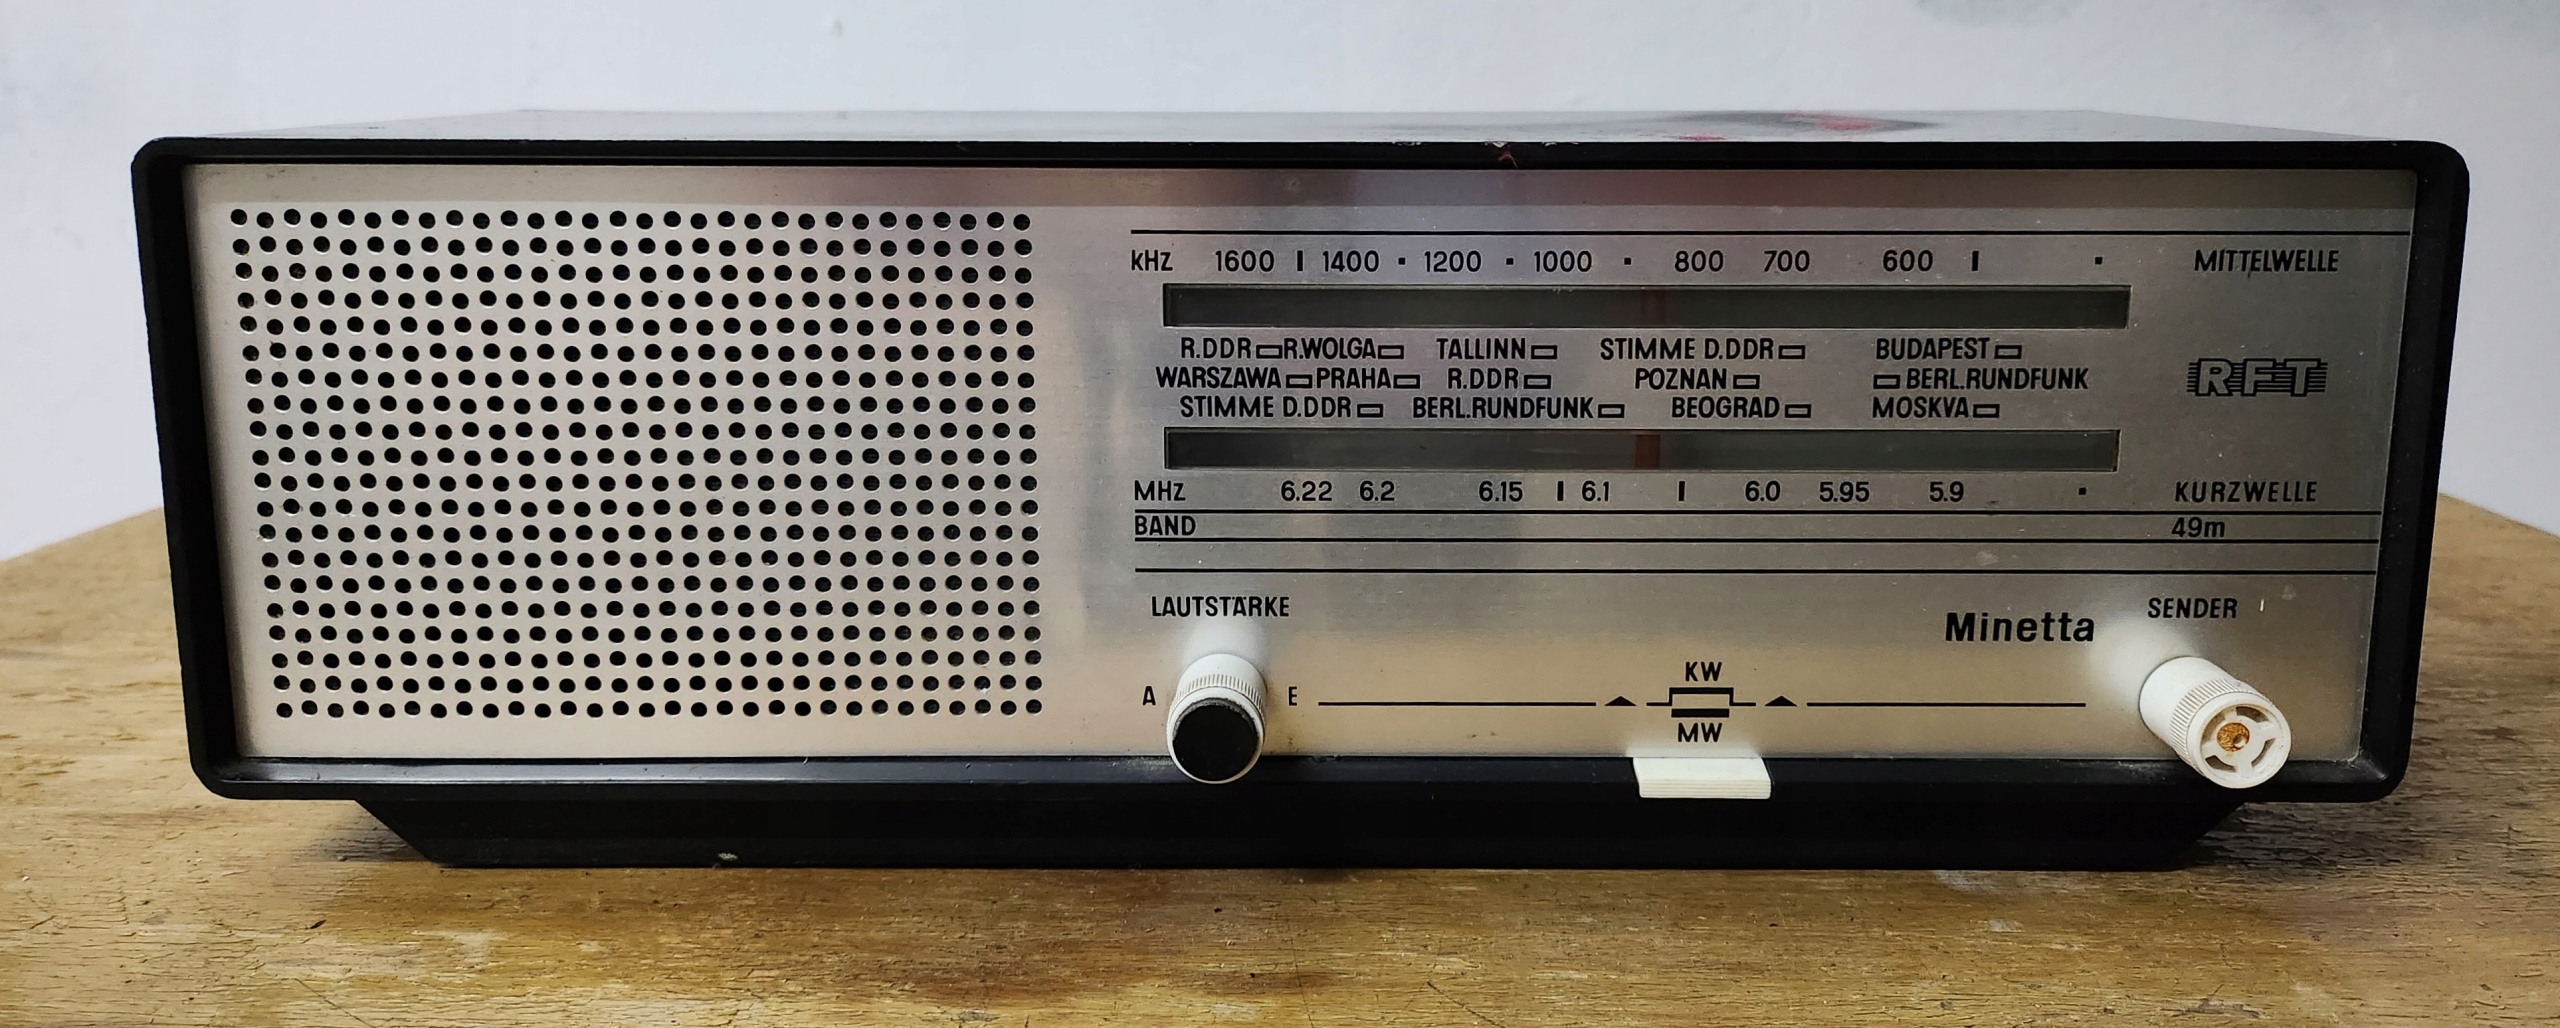 kHz 1600 1400 1200 1000 800 700 600 MITTELWELLE
R.DDR R.WOLGA TALLINN STIMME D.DDR BUDAPEST
WARSZAWA PRAHA R.DDR POZNAN BERL.RUNDFUNK
RFT
STIMME D.DDR BERL.RUNDFUNK BEOGRAD MOSKVA
MHz 6.22 6.2 6.15 6.1 6.0 5.95 5.9 KURZWELLE
BAND 49m
LAUTSTÄRKE Minetta SENDER
KW
A E
MW